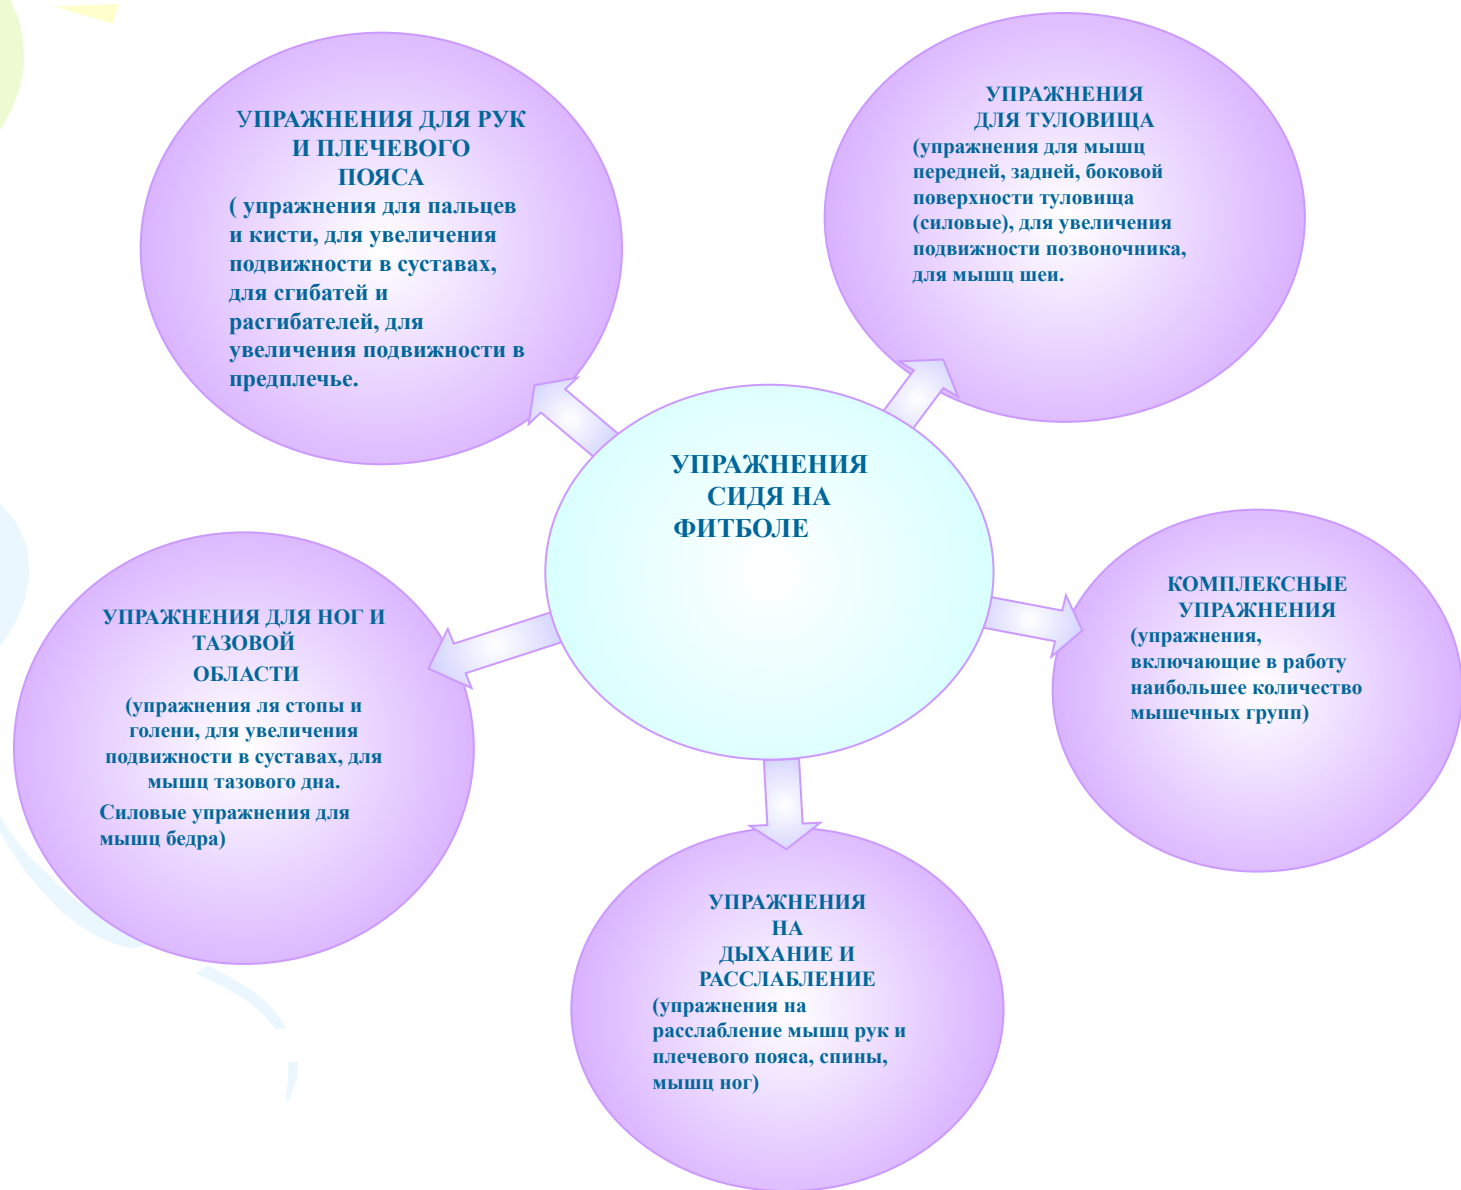 УПРАЖНЕНИЯ ДЛЯ РУК
И ПЛЕЧЕВОГО
ПОЯСА
( упражнения для пальцев
и кисти, для увеличения
подвижности в суставах,
для сгибатей и
расгибателей, для
увеличения подвижности в
предплечье.
УПРАЖНЕНИЯ
ДЛЯ ТУЛОВИЩА
(упражнения для мышц
передней, задней, боковой
поверхности туловища
(силовые), для увеличения
подвижности позвоночника,
для мышц шеи.
УПРАЖНЕНИЯ
СИДЯ НА
ФИТБОЛЕ
УПРАЖНЕНИЯ ДЛЯ НОГ И
ТАЗОВОЙ
ОБЛАСТИ
(упражнения ля стопы и
голени, для увеличения
подвижности в суставах, для
мышц тазового дна.
Силовые упражнения для
мышц бедра)
КОМПЛЕКСНЫЕ
УПРАЖНЕНИЯ
(упражнения,
включающие в работу
наибольшее количество
мышечных групп)
УПРАЖНЕНИЯ
НА
ДЫХАНИЕ И
РАССЛАБЛЕНИЕ
(упражнения на
расслабление мышц рук и
плечевого пояса, спины,
мышц ног)